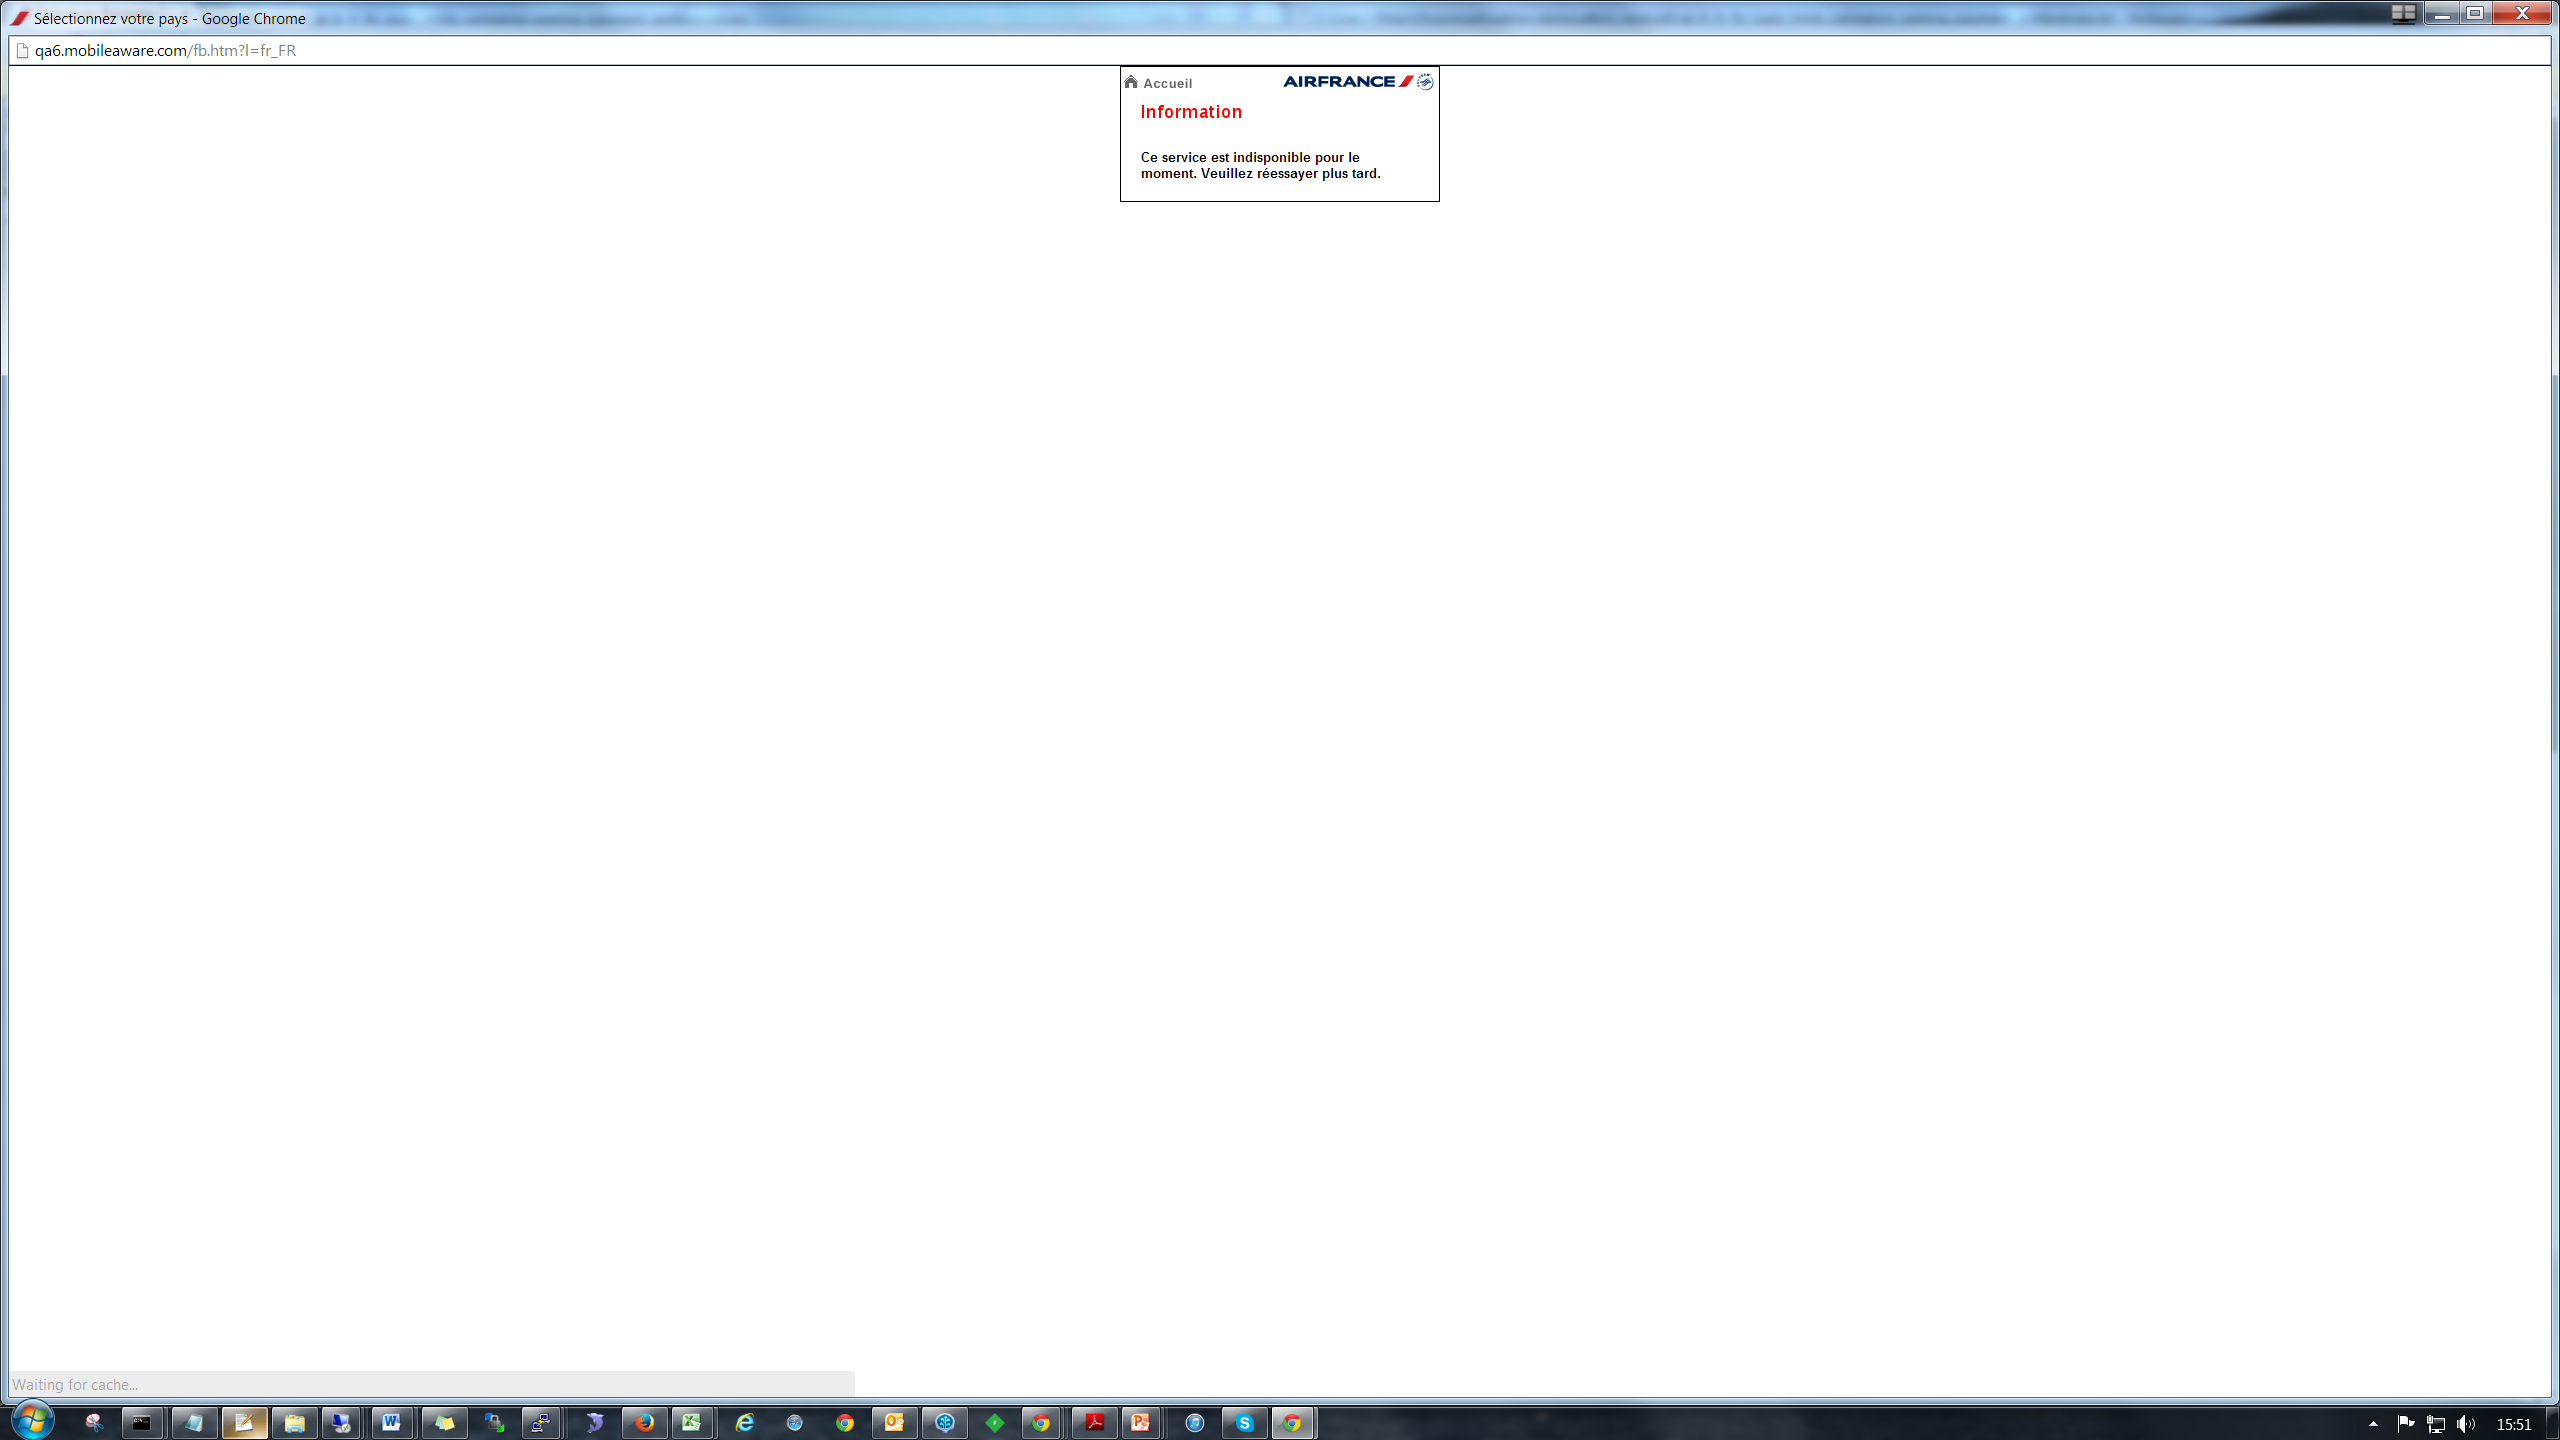 Sélectionnez votre pays - Google Chrome
qa6.mobileaware.com/fb.htm?l=fr_FR
Accueil
AIRFRANCE
Information
Ce service est indisponible pour le
moment. Veuillez réessayer plus tard.
Waiting for cache...
15:51